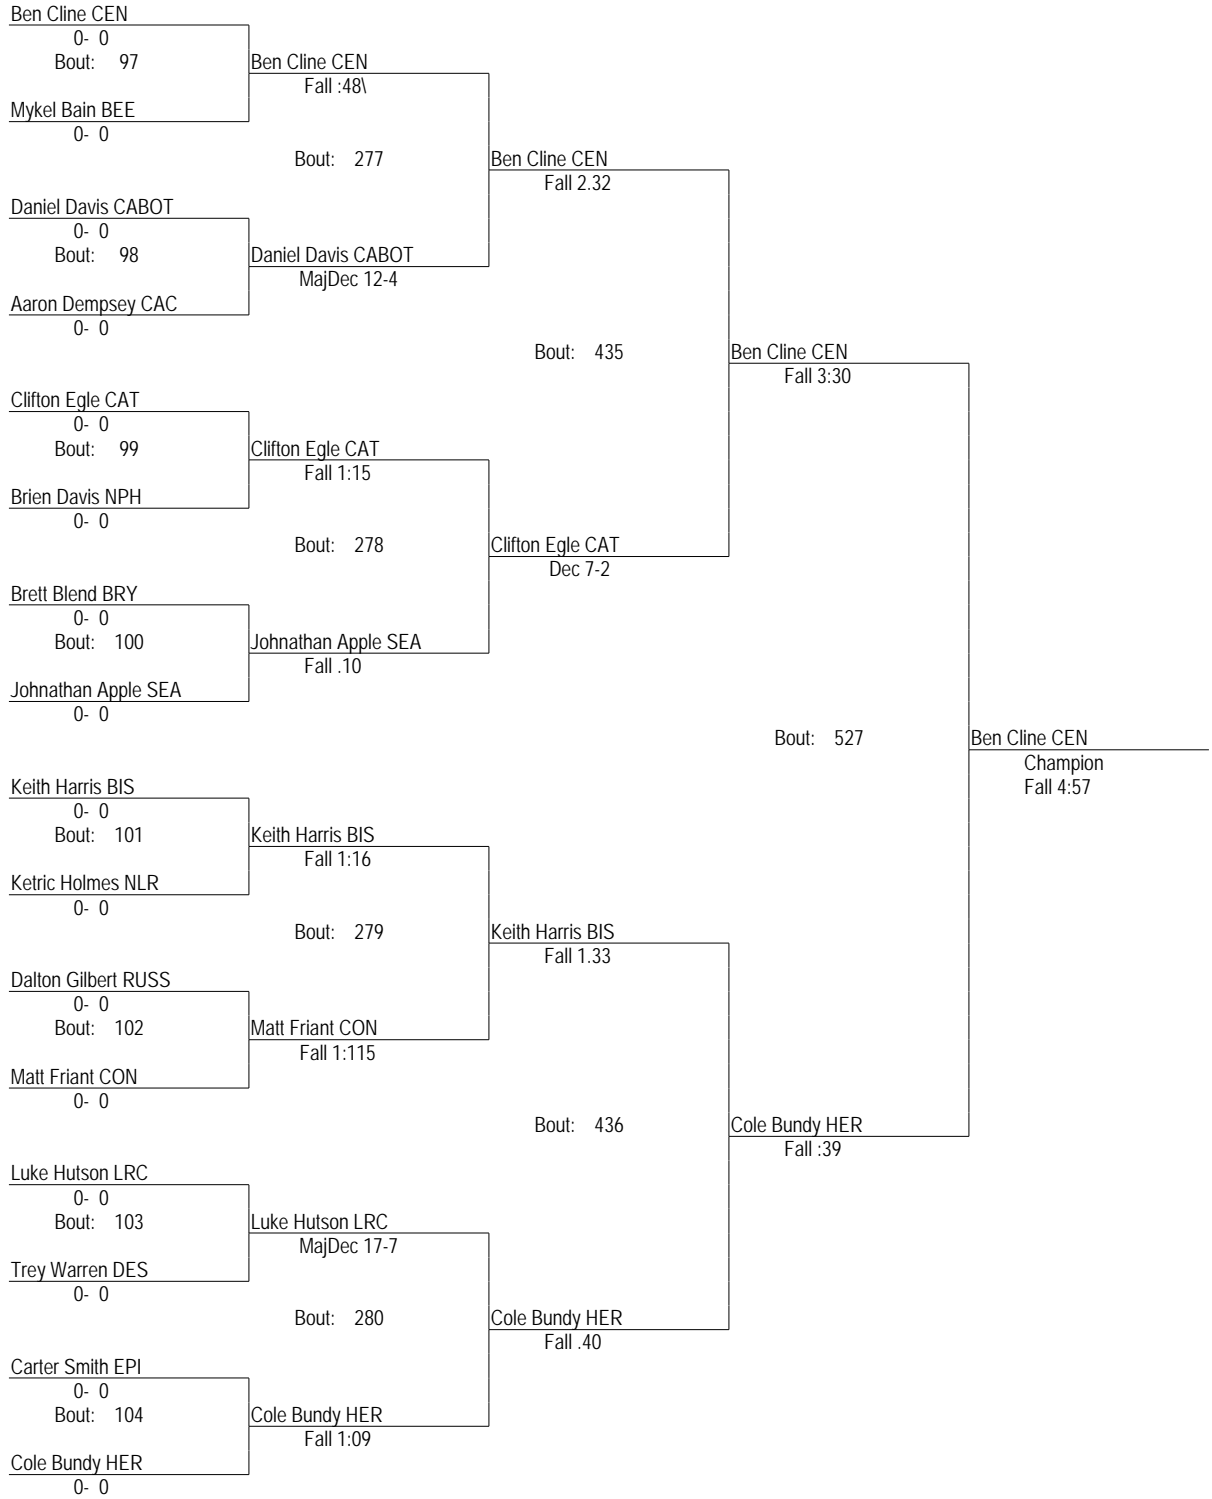 Ben Cline CEN
0- 0
Bout: 97
Ben Cline CEN
Fall :48\
Mykel Bain BEE
0- 0
Bout: 277
Ben Cline CEN
Fall 2.32
Daniel Davis CABOT
0- 0
Bout: 98
Daniel Davis CABOT
MajDec 12-4
Aaron Dempsey CAC
0- 0
Bout: 435
Ben Cline CEN
Fall 3:30
Clifton Egle CAT
0- 0
Bout: 99
Clifton Egle CAT
Fall 1:15
Brien Davis NPH
0- 0
Bout: 278
Clifton Egle CAT
Dec 7-2
Brett Blend BRY
0- 0
Bout: 100
Johnathan Apple SEA
Fall .10
Johnathan Apple SEA
0- 0
Bout: 527
Ben Cline CEN
Champion
Fall 4:57
Keith Harris BIS
0- 0
Bout: 101
Keith Harris BIS
Fall 1:16
Ketric Holmes NLR
0- 0
Bout: 279
Keith Harris BIS
Fall 1.33
Dalton Gilbert RUSS
0- 0
Bout: 102
Matt Friant CON
Fall 1:115
Matt Friant CON
0- 0
Bout: 436
Cole Bundy HER
Fall :39
Luke Hutson LRC
0- 0
Bout: 103
Luke Hutson LRC
MajDec 17-7
Trey Warren DES
0- 0
Bout: 280
Cole Bundy HER
Fall .40
Carter Smith EPI
0- 0
Bout: 104
Cole Bundy HER
Fall 1:09
Cole Bundy HER
0- 0